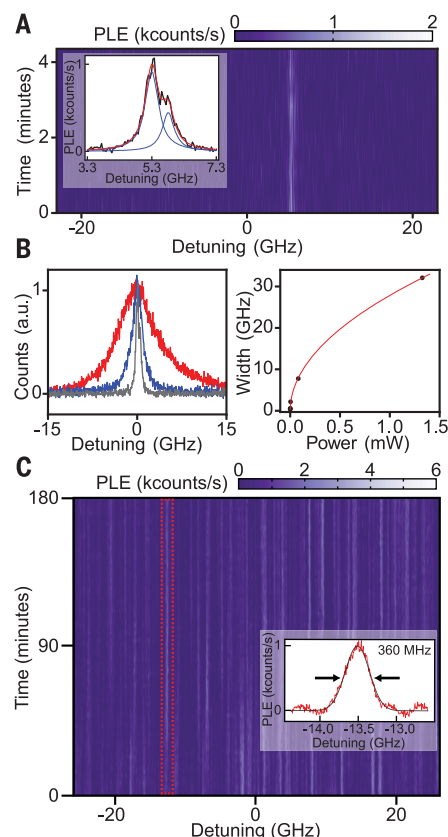 A
PLE (kcounts/s)
0 1 2
Time (minutes)
4
2
0
PLE (kcounts/s)
1
0
3.3 5.3 7.3
Detuning (GHz)
-20 0 20
Detuning (GHz)
B
Counts (a.u.)
1
0
-15 0 15
Detuning (GHz)
Width (GHz)
30
20
10
0
0.0 0.5 1.0 1.5
Power (mW)
C
PLE (kcounts/s)
0 2 4 6
Time (minutes)
180
90
0
PLE (kcounts/s)
1
0
360 MHz
-14.0 -13.5 -13.0
Detuning (GHz)
-20 0 20
Detuning (GHz)